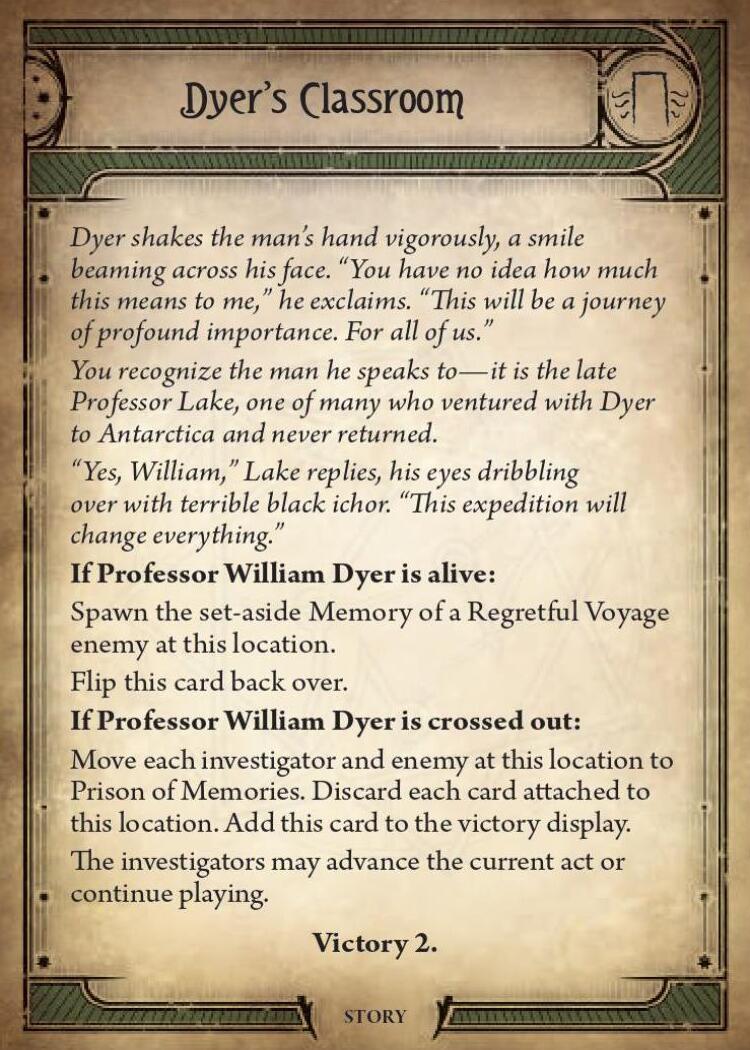 Dyer's Classroom
Dyer shakes the man's hand vigorously, a smile
beaming across his face. “You have no idea how much
this means to me,” he exclaims. “This will be a journey
of profound importance. For all of us.”
You recognize the man he speaks to—it is the late
Professor Lake, one of many who ventured with Dyer
to Antarctica and never returned.
“Yes, William,” Lake replies, his eyes dribbling
over with terrible black ichor. “This expedition will
change everything.”
If Professor William Dyer is alive:
Spawn the set-aside Memory of a Regretful Voyage
enemy at this location.
Flip this card back over.
If Professor William Dyer is crossed out:
Move each investigator and enemy at this location to
Prison of Memories. Discard each card attached to
this location. Add this card to the victory display.
The investigators may advance the current act or
continue playing.
Victory 2.
STORY